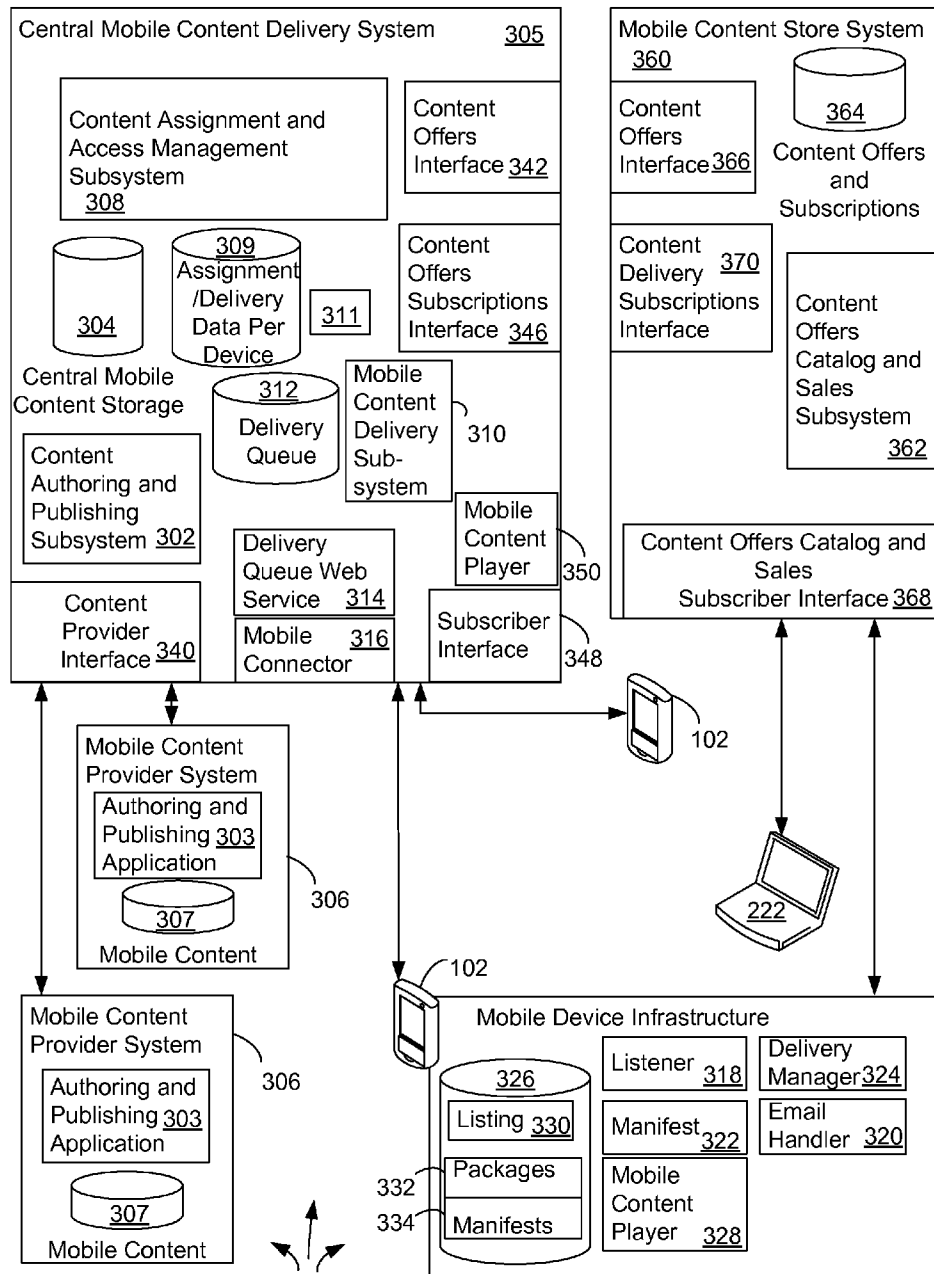 Central Mobile Content Delivery System 305
Content Assignment and
Access Management
Subsystem
308
Content
Offers
Interface 342
304
Central Mobile
Content Storage
309
Assignment
/Delivery
Data Per
Device
311
Content
Offers
Subscriptions
Interface 346
312
Delivery
Queue
Mobile
Content
Delivery
Sub-
system
310
Content
Authoring and
Publishing
Subsystem 302
Delivery
Queue Web
Service 314
Mobile
Content
Player
350
Content
Provider
Interface 340
Mobile 316
Connector
Subscriber
Interface
348
Mobile Content Store System
360
364
Content Offers
and
Subscriptions
Content
Offers
Interface 366
Content
Delivery 370
Subscriptions
Interface
Content
Offers
Catalog and
Sales
Subsystem
362
Content Offers Catalog and
Sales
Subscriber Interface 368
102
Mobile Content
Provider System
Authoring and
Publishing 303
Application
307
Mobile Content
306
222
102
Mobile Content
Provider System
Authoring and
Publishing 303
Application
307
Mobile Content
306
Mobile Device Infrastructure
326
Listing 330
Packages
332
Manifests
334
Listener 318
Delivery
Manager 324
Manifest 322
Email
Handler 320
Mobile
Content
Player 328